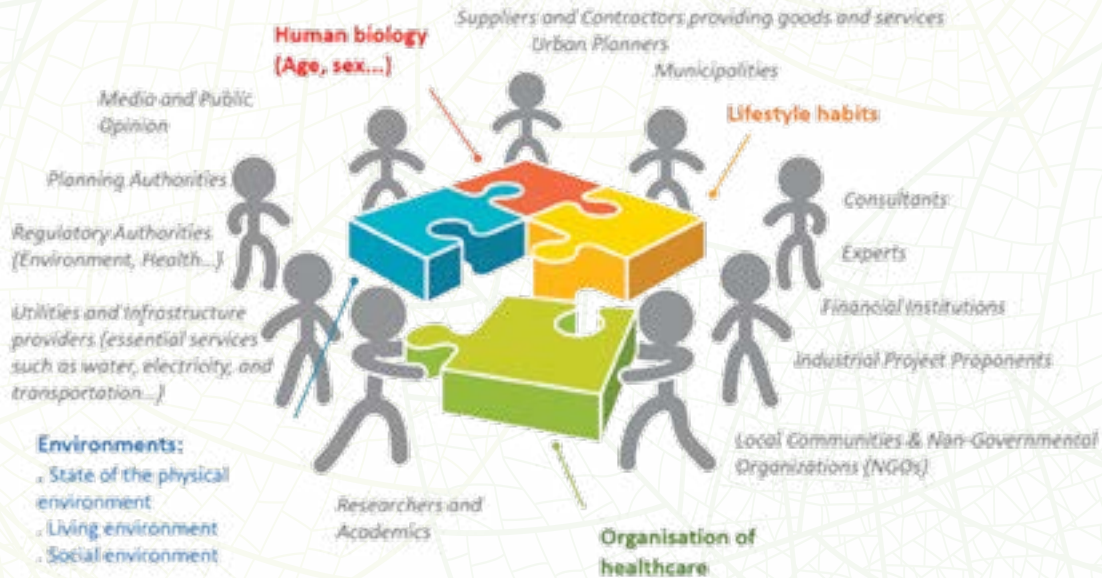 Suppliers and Contractors providing goods and services
Urban Planners
Municipalities
Human biology
(Age, sex...)
Media and Public
Opinion
Lifestyle habits
Planning Authorities
Consultants
Regulatory Authorities
(Environment, Health...)
Experts
Utilities and Infrastructure
providers (essential services
such as water, electricity, and
transportation...)
Financial Institutions
Industrial Project Proponents
Environments:
. State of the physical
environment
. Living environment
. Social environment
Local Communities & Non-Governmental
Organizations (NGOs)
Researchers and
Academics
Organisation of
healthcare